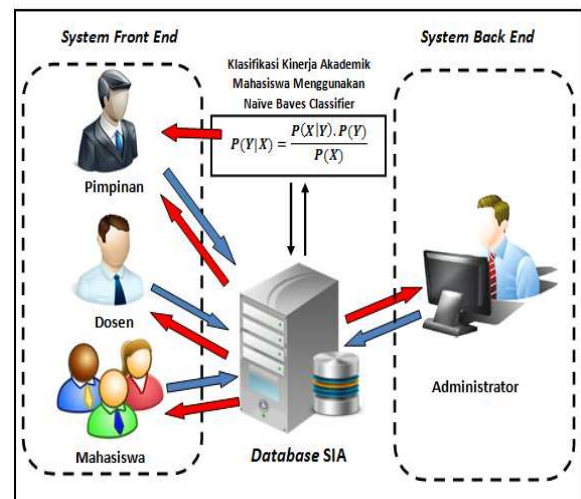 System Front End
System Back End
Klasifikasi Kinerja Akademik
Mahasiswa Menggunakan
Naïve Baves Classifier
P(Y|X) = P(X|Y). P(Y) / P(X)
Pimpinan
Dosen
Mahasiswa
Database SIA
Administrator